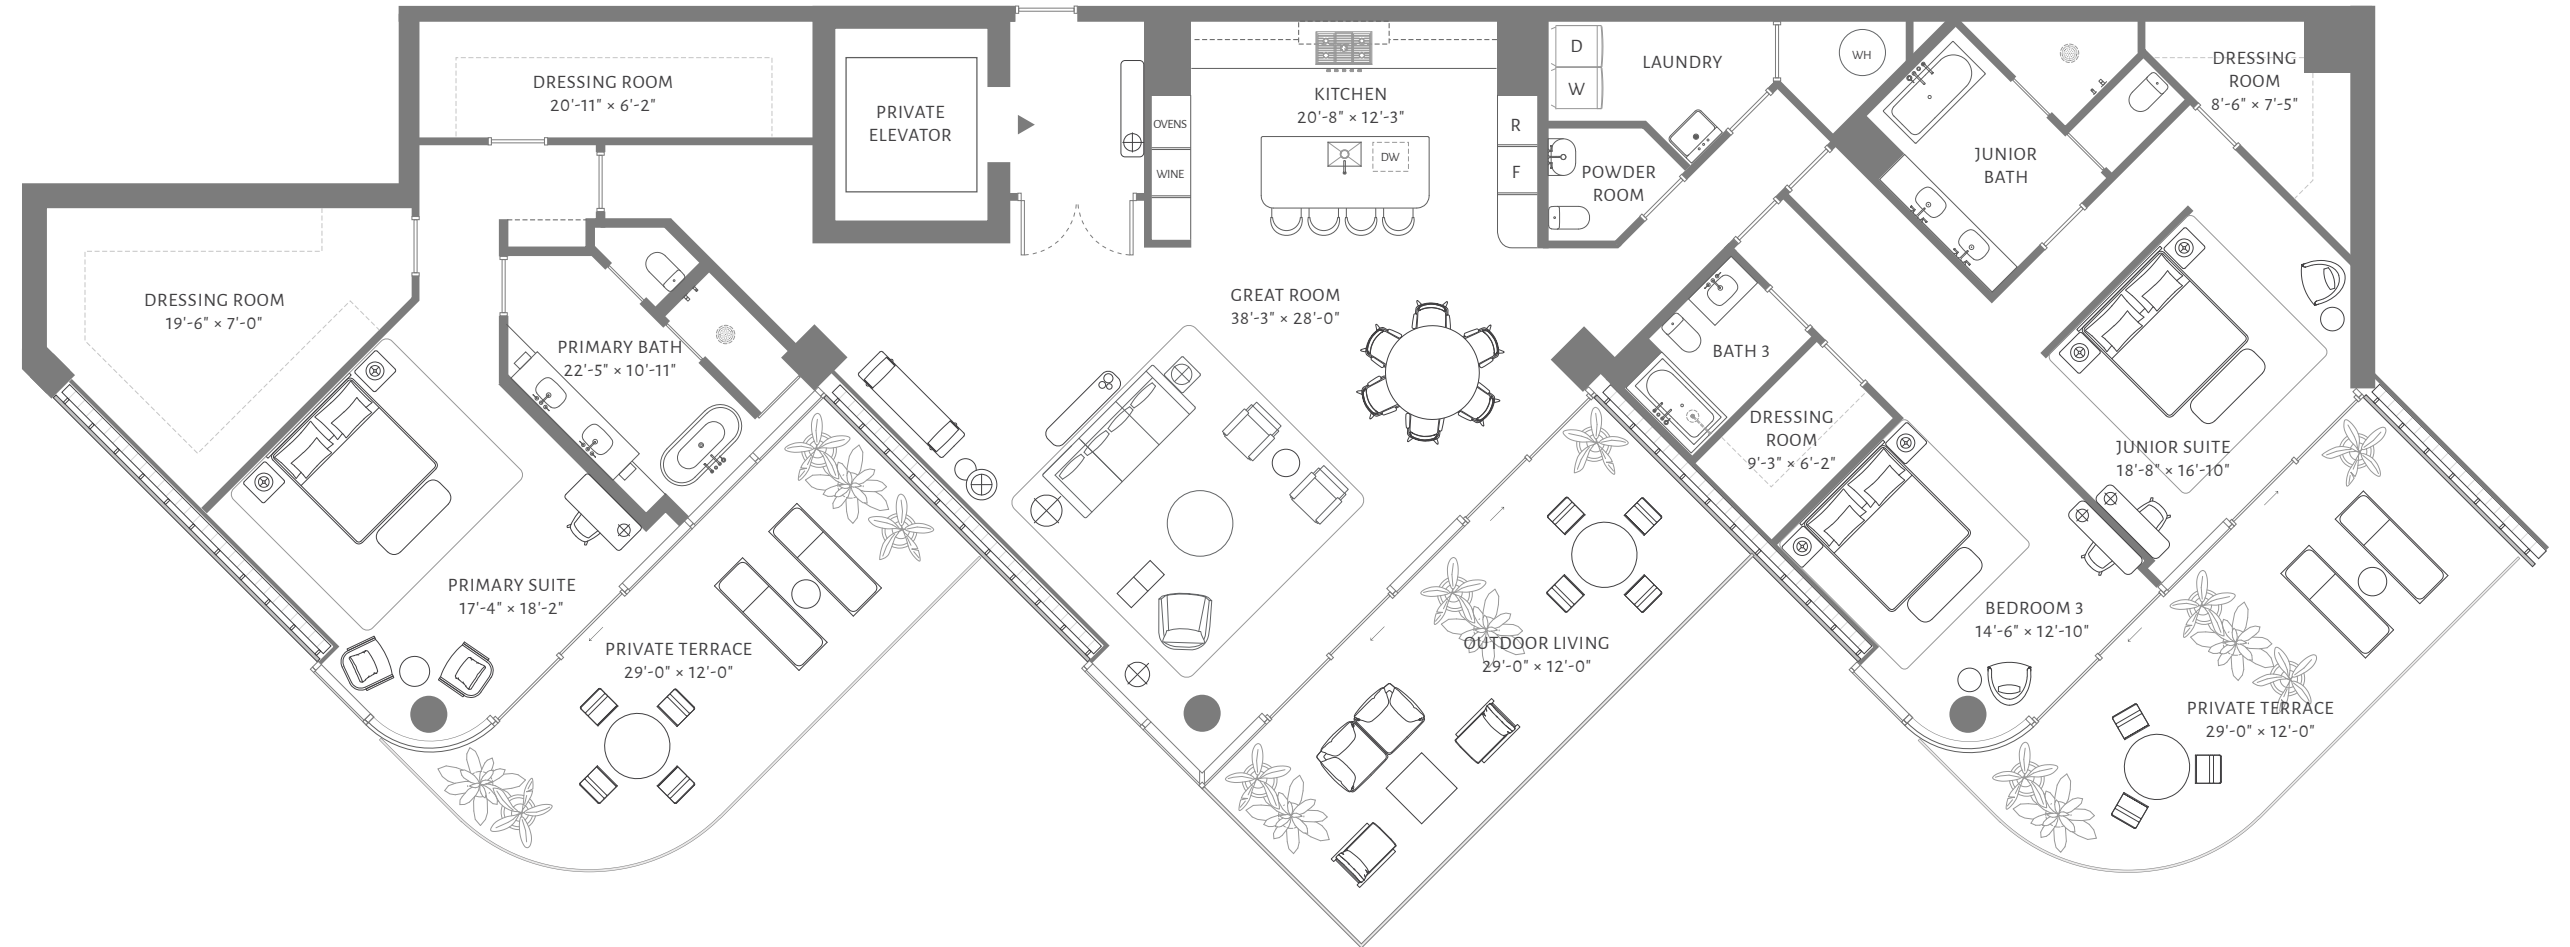 DRESSING ROOM
20'-11" × 6'-2"
PRIVATE
ELEVATOR
OVENS
WINE
KITCHEN
20'-8" × 12'-3"
DW
R
F
D
W
LAUNDRY
WH
POWDER
ROOM
JUNIOR
BATH
DRESSING
ROOM
8'-6" × 7'-5"
DRESSING ROOM
19'-6" × 7'-0"
PRIMARY BATH
22'-5" × 10'-11"
GREAT ROOM
38'-3" × 28'-0"
BATH 3
DRESSING
ROOM
9'-3" × 6'-2"
JUNIOR SUITE
18'-8" × 16'-10"
PRIMARY SUITE
17'-4" × 18'-2"
PRIVATE TERRACE
29'-0" × 12'-0"
OUTDOOR LIVING
29'-0" × 12'-0"
BEDROOM 3
14'-6" × 12'-10"
PRIVATE TERRACE
29'-0" × 12'-0"